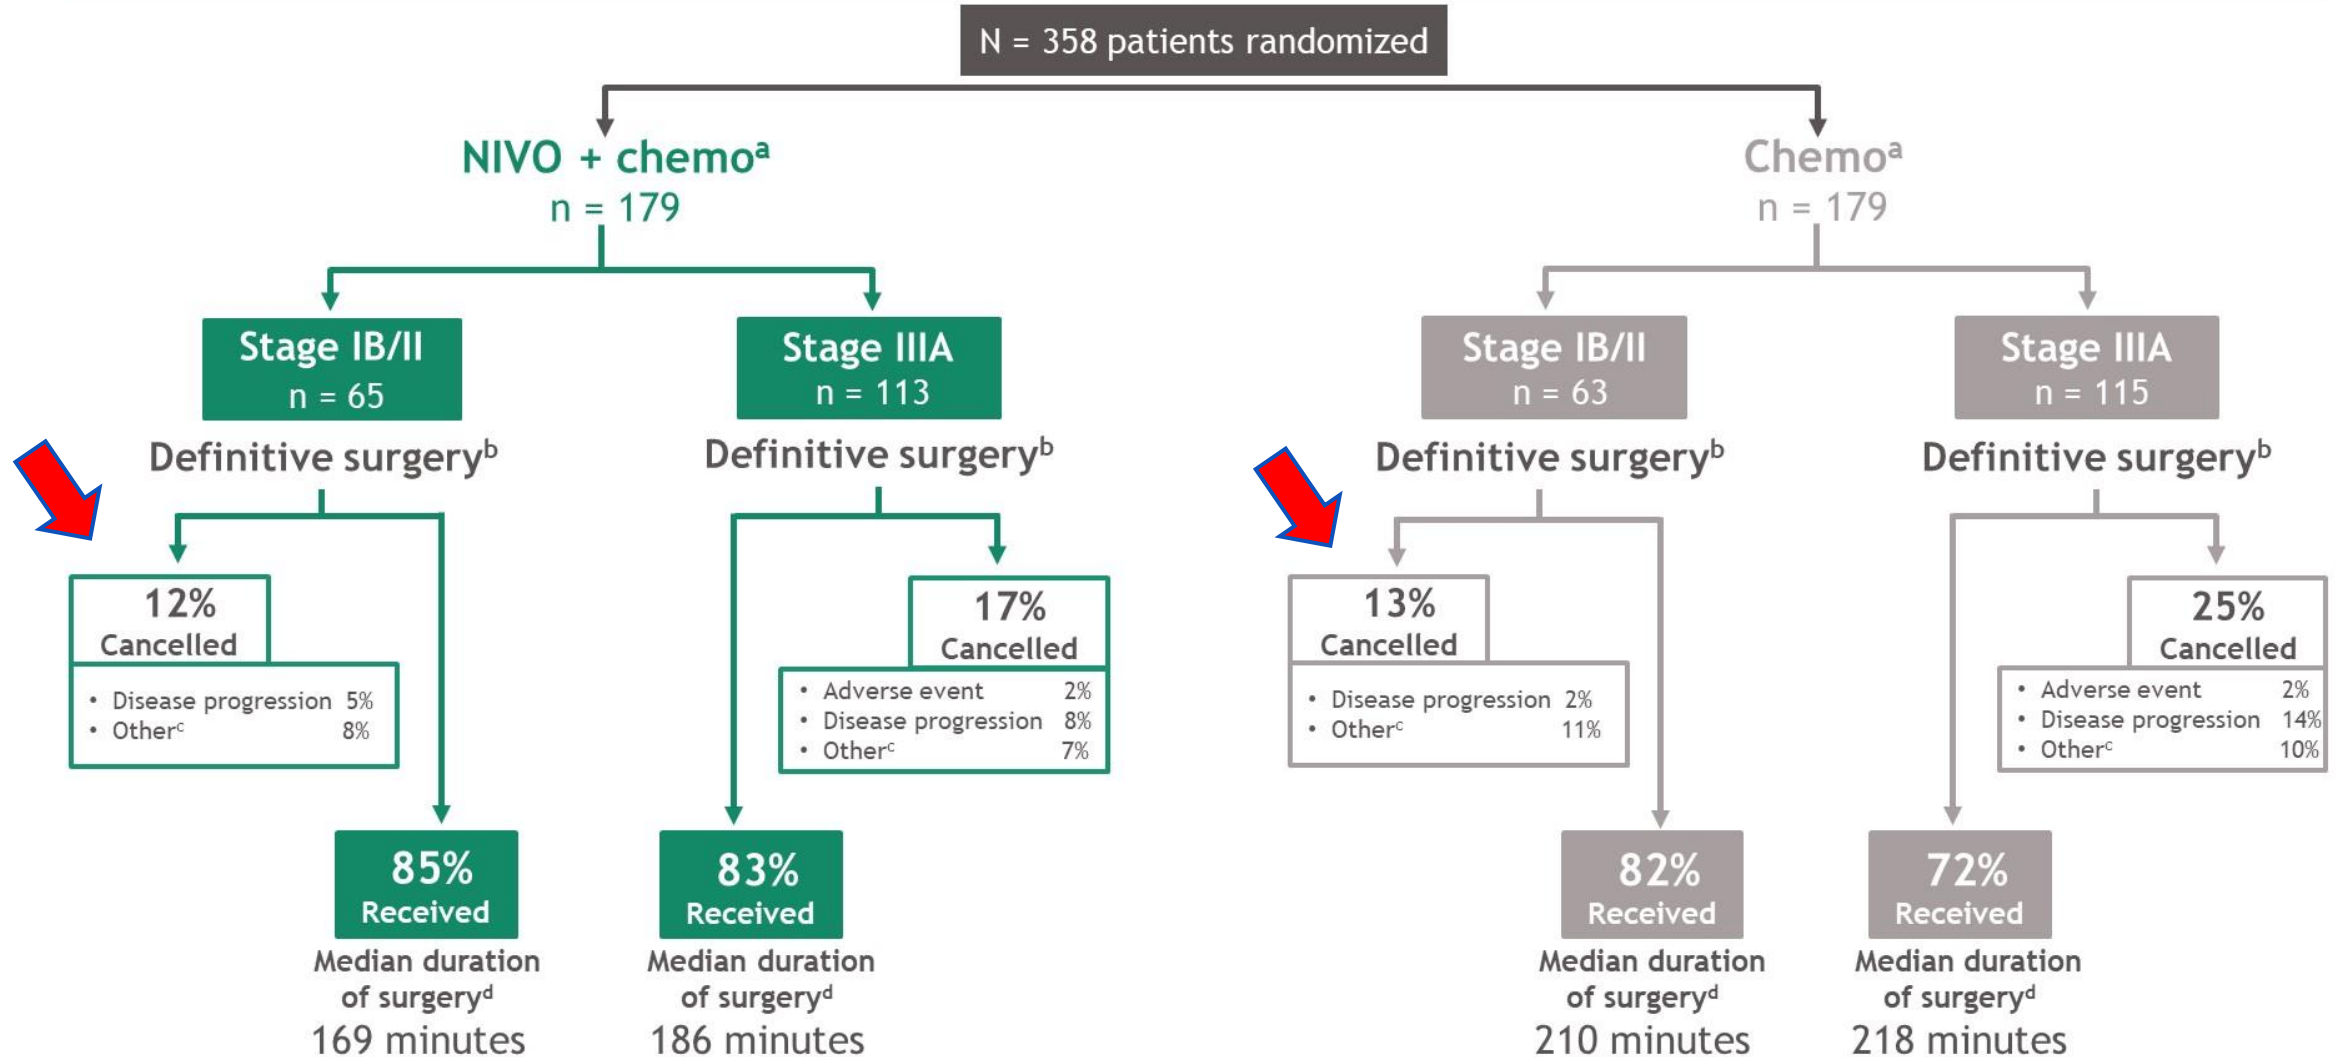 N = 358 patients randomized
NIVO + chemoᵃ
n = 179
Chemoᵃ
n = 179
Stage IB/II
n = 65
Stage IIIA
n = 113
Stage IB/II
n = 63
Stage IIIA
n = 115
Definitive surgeryᵇ
Definitive surgeryᵇ
Definitive surgeryᵇ
Definitive surgeryᵇ
12%
Cancelled
• Disease progression 5%
• Otherᶜ 8%
17%
Cancelled
• Adverse event 2%
• Disease progression 8%
• Otherᶜ 7%
13%
Cancelled
• Disease progression 2%
• Otherᶜ 11%
25%
Cancelled
• Adverse event 2%
• Disease progression 14%
• Otherᶜ 10%
85%
Received
Median duration
of surgeryᵈ
169 minutes
83%
Received
Median duration
of surgeryᵈ
186 minutes
82%
Received
Median duration
of surgeryᵈ
210 minutes
72%
Received
Median duration
of surgeryᵈ
218 minutes